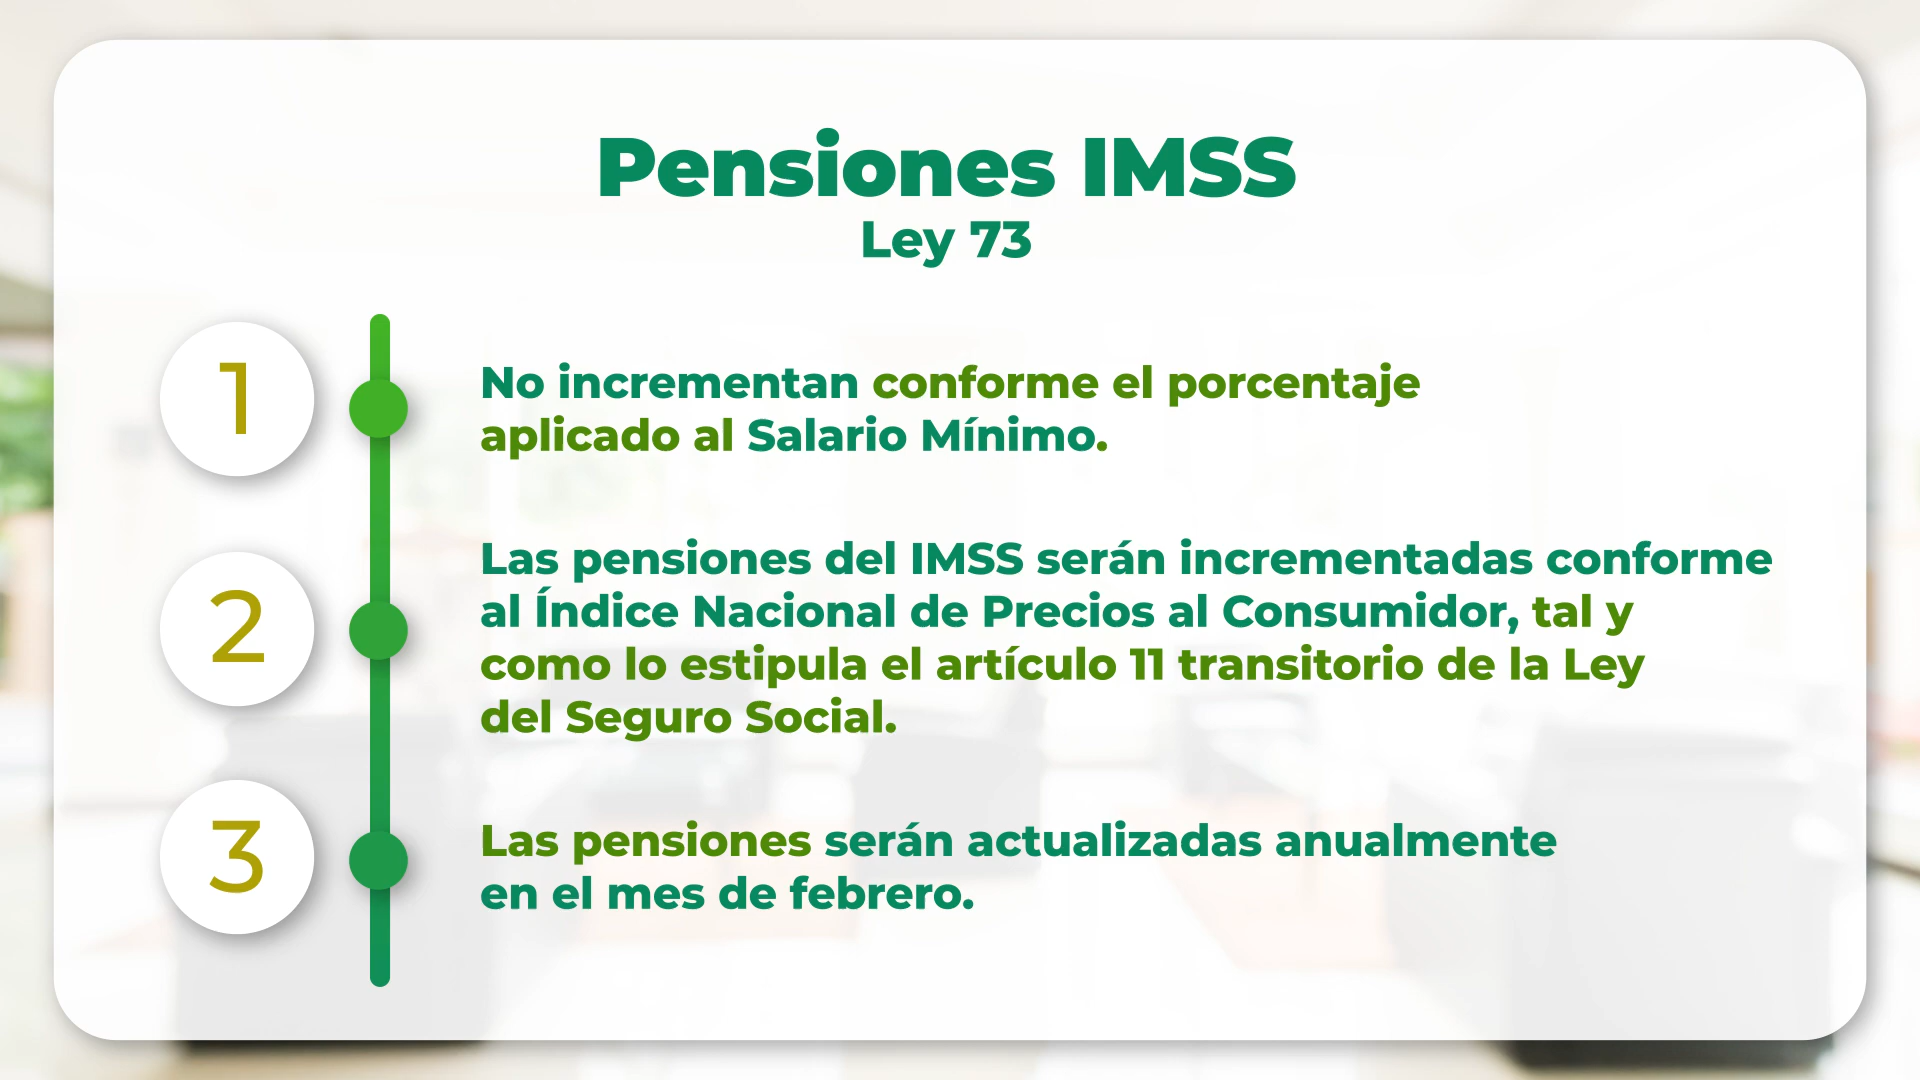 Pensiones IMSS
Ley 73
1
No incrementan conforme el porcentaje
aplicado al Salario Mínimo.
2
Las pensiones del IMSS serán incrementadas conforme
al Índice Nacional de Precios al Consumidor, tal y
como lo estipula el artículo 11 transitorio de la Ley
del Seguro Social.
3
Las pensiones serán actualizadas anualmente
en el mes de febrero.